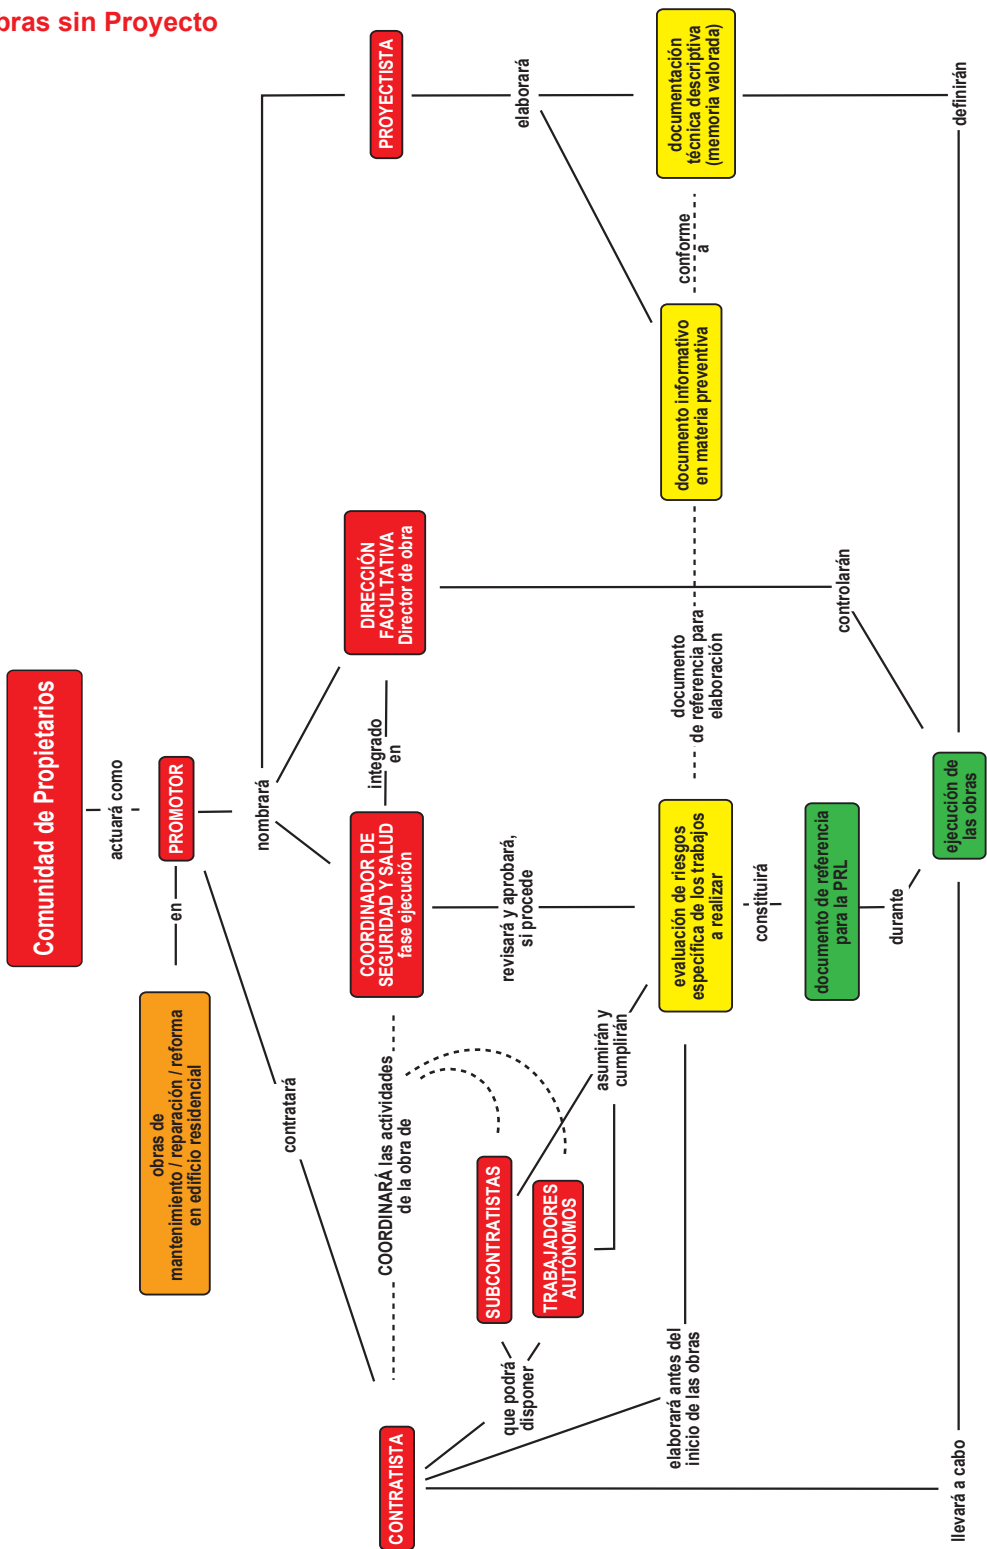 bras sin Proyecto
Comunidad de Propietarios
actuará como
PROMOTOR
en
obras de
mantenimiento / reparación / reforma
en edificio residencial
contratará
nombrará
CONTRATISTA
COORDINARÁ las actividades
de la obra de
COORDINADOR DE
SEGURIDAD Y SALUD
fase ejecución
integrado
en
DIRECCIÓN
FACULTATIVA
Director de obra
PROYECTISTA
que podrá
disponer
SUBCONTRATISTAS
TRABAJADORES
AUTÓNOMOS
revisará y aprobará,
si procede
elaborará
asumirán y
cumplirán
elaborará antes del
inicio de las obras
evaluación de riesgos
específica de los trabajos
a realizar
documento
de referencia para
elaboración
documento informativo
en materia preventiva
conforme
a
documentación
técnica descriptiva
(memoria valorada)
constituirá
documento de referencia
para la PRL
durante
controlarán
llevará a cabo
ejecución de
las obras
definirán